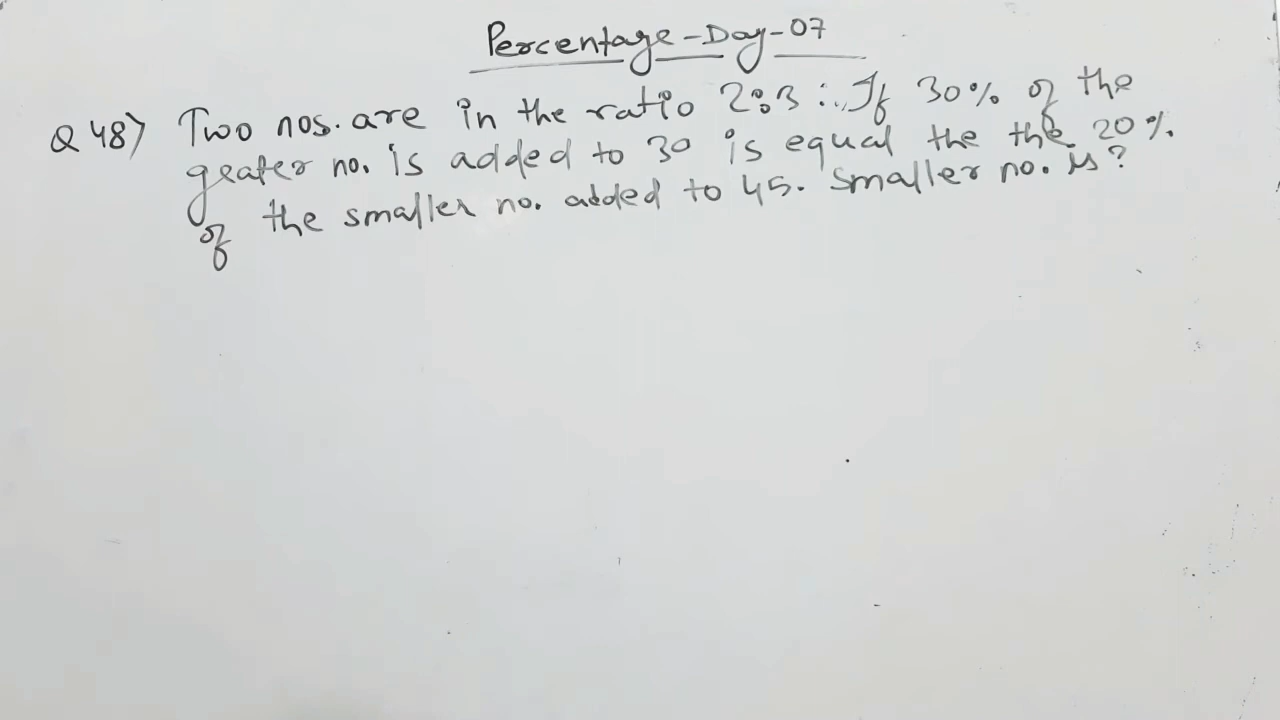 Percentage-Day-07
Q 48) Two nos. are in the ratio 2:3 ∴ If 30% of the
greater no. is added to 30 is equal the the 20%
of the smaller no. added to 45. Smaller no. is?